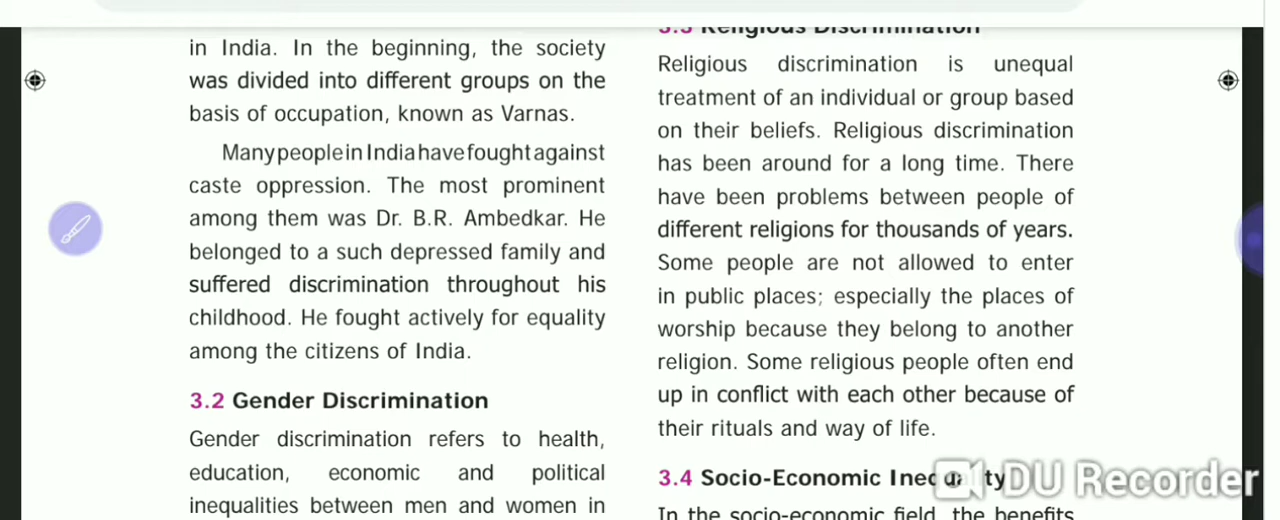 in India. In the beginning, the society
was divided into different groups on the
basis of occupation, known as Varnas.
Many people in India have fought against
caste oppression. The most prominent
among them was Dr. B.R. Ambedkar. He
belonged to a such depressed family and
suffered discrimination throughout his
childhood. He fought actively for equality
among the citizens of India.
3.2 Gender Discrimination
Gender discrimination refers to health,
education, economic and political
inequalities between men and women in
3.3 Religious Discrimination
Religious discrimination is unequal
treatment of an individual or group based
on their beliefs. Religious discrimination
has been around for a long time. There
have been problems between people of
different religions for thousands of years.
Some people are not allowed to enter
in public places; especially the places of
worship because they belong to another
religion. Some religious people often end
up in conflict with each other because of
their rituals and way of life.
3.4 Socio-Economic Inequality
In the socio-economic field, the benefits
DU Recorder